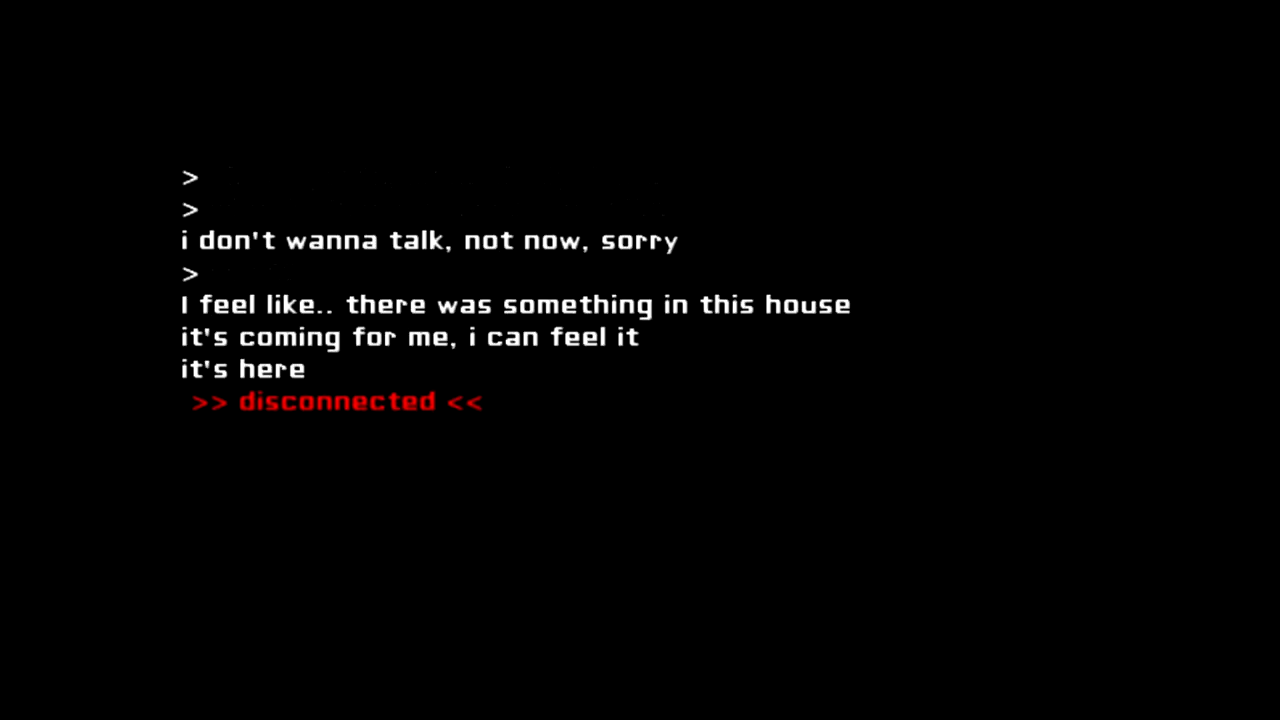 >
>
i don't wanna talk, not now, sorry
>
I feel like.. there was something in this house
it's coming for me, i can feel it
it's here
>> disconnected <<